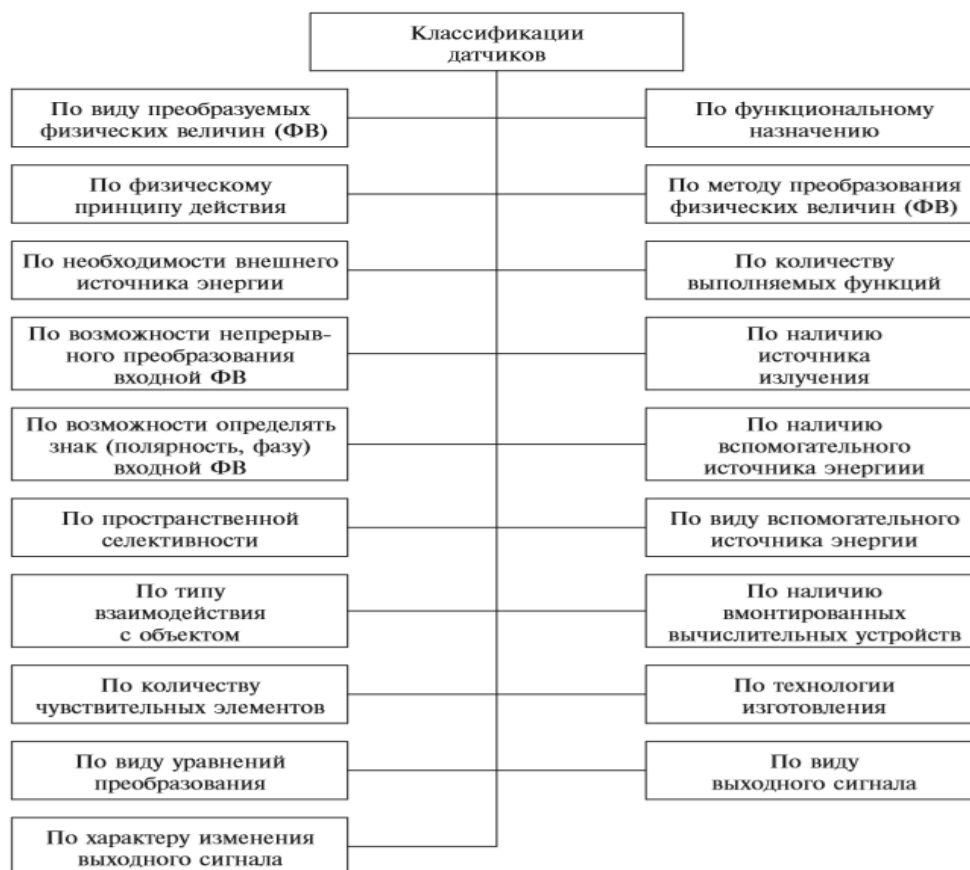 Классификации
датчиков
По виду преобразуемых
физических величин (ФВ)
По функциональному
назначению
По физическому
принципу действия
По методу преобразования
физических величин (ФВ)
По необходимости внешнего
источника энергии
По количеству
выполняемых функций
По возможности непрерыв-
ного преобразования
входной ФВ
По наличию
источника
излучения
По возможности определять
знак (полярность, фазу)
входной ФВ
По наличию
вспомогательного
источника энергиии
По пространственной
селективности
По виду вспомогательного
источника энергии
По типу
взаимодействия
с объектом
По наличию
вмонтированных
вычислительных устройств
По количеству
чувствительных элементов
По технологии
изготовления
По виду уравнений
преобразования
По виду
выходного сигнала
По характеру изменения
выходного сигнала